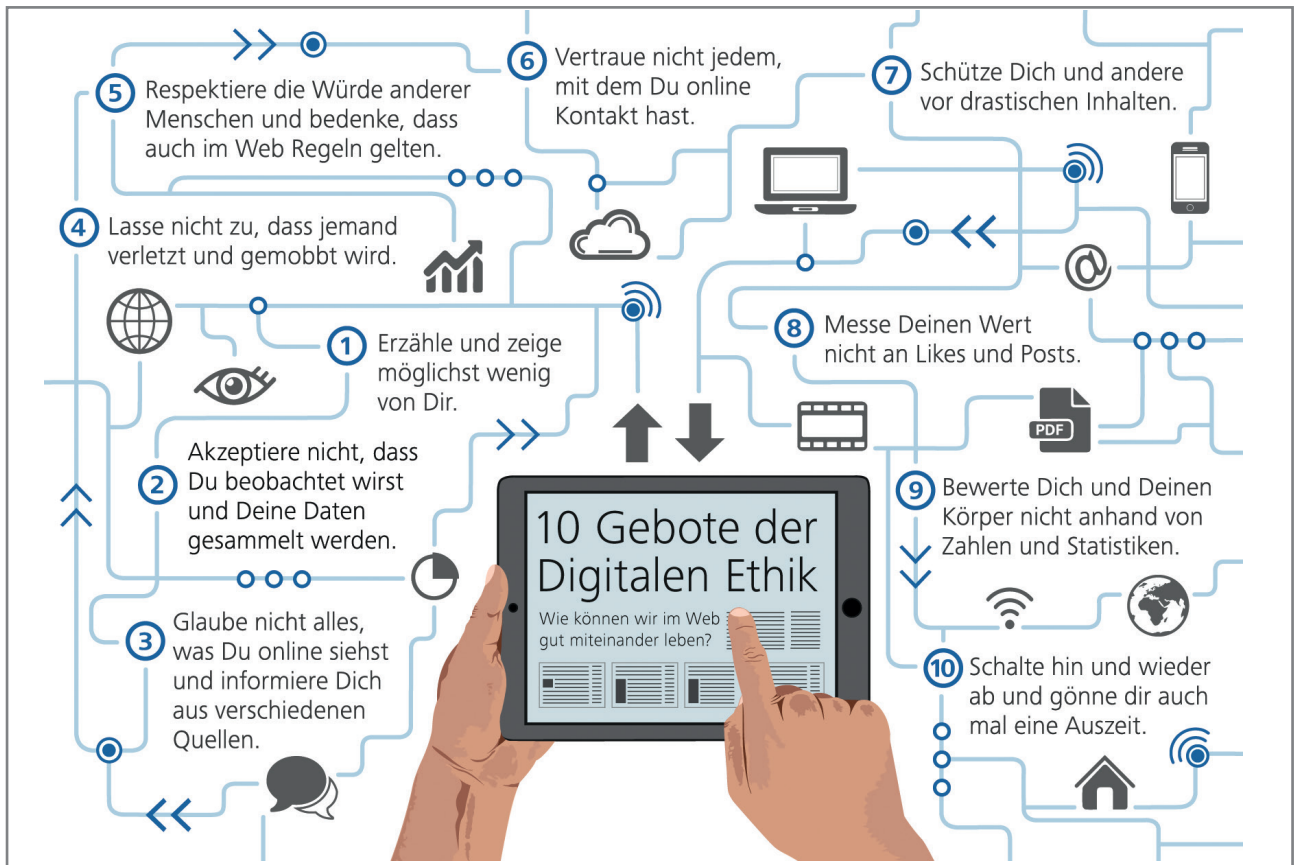 10 Gebote der
Digitalen Ethik
Wie können wir im Web
gut miteinander leben?
1
Erzähle und zeige
möglichst wenig
von Dir.
2
Akzeptiere nicht, dass
Du beobachtet wirst
und Deine Daten
gesammelt werden.
3
Glaube nicht alles,
was Du online siehst
und informiere Dich
aus verschiedenen
Quellen.
4
Lasse nicht zu, dass jemand
verletzt und gemobbt wird.
5
Respektiere die Würde anderer
Menschen und bedenke, dass
auch im Web Regeln gelten.
6
Vertraue nicht jedem,
mit dem Du online
Kontakt hast.
7
Schütze Dich und andere
vor drastischen Inhalten.
@
8
Messe Deinen Wert
nicht an Likes und Posts.
PDF
9
Bewerte Dich und Deinen
Körper nicht anhand von
Zahlen und Statistiken.
10
Schalte hin und wieder
ab und gönne dir auch
mal eine Auszeit.